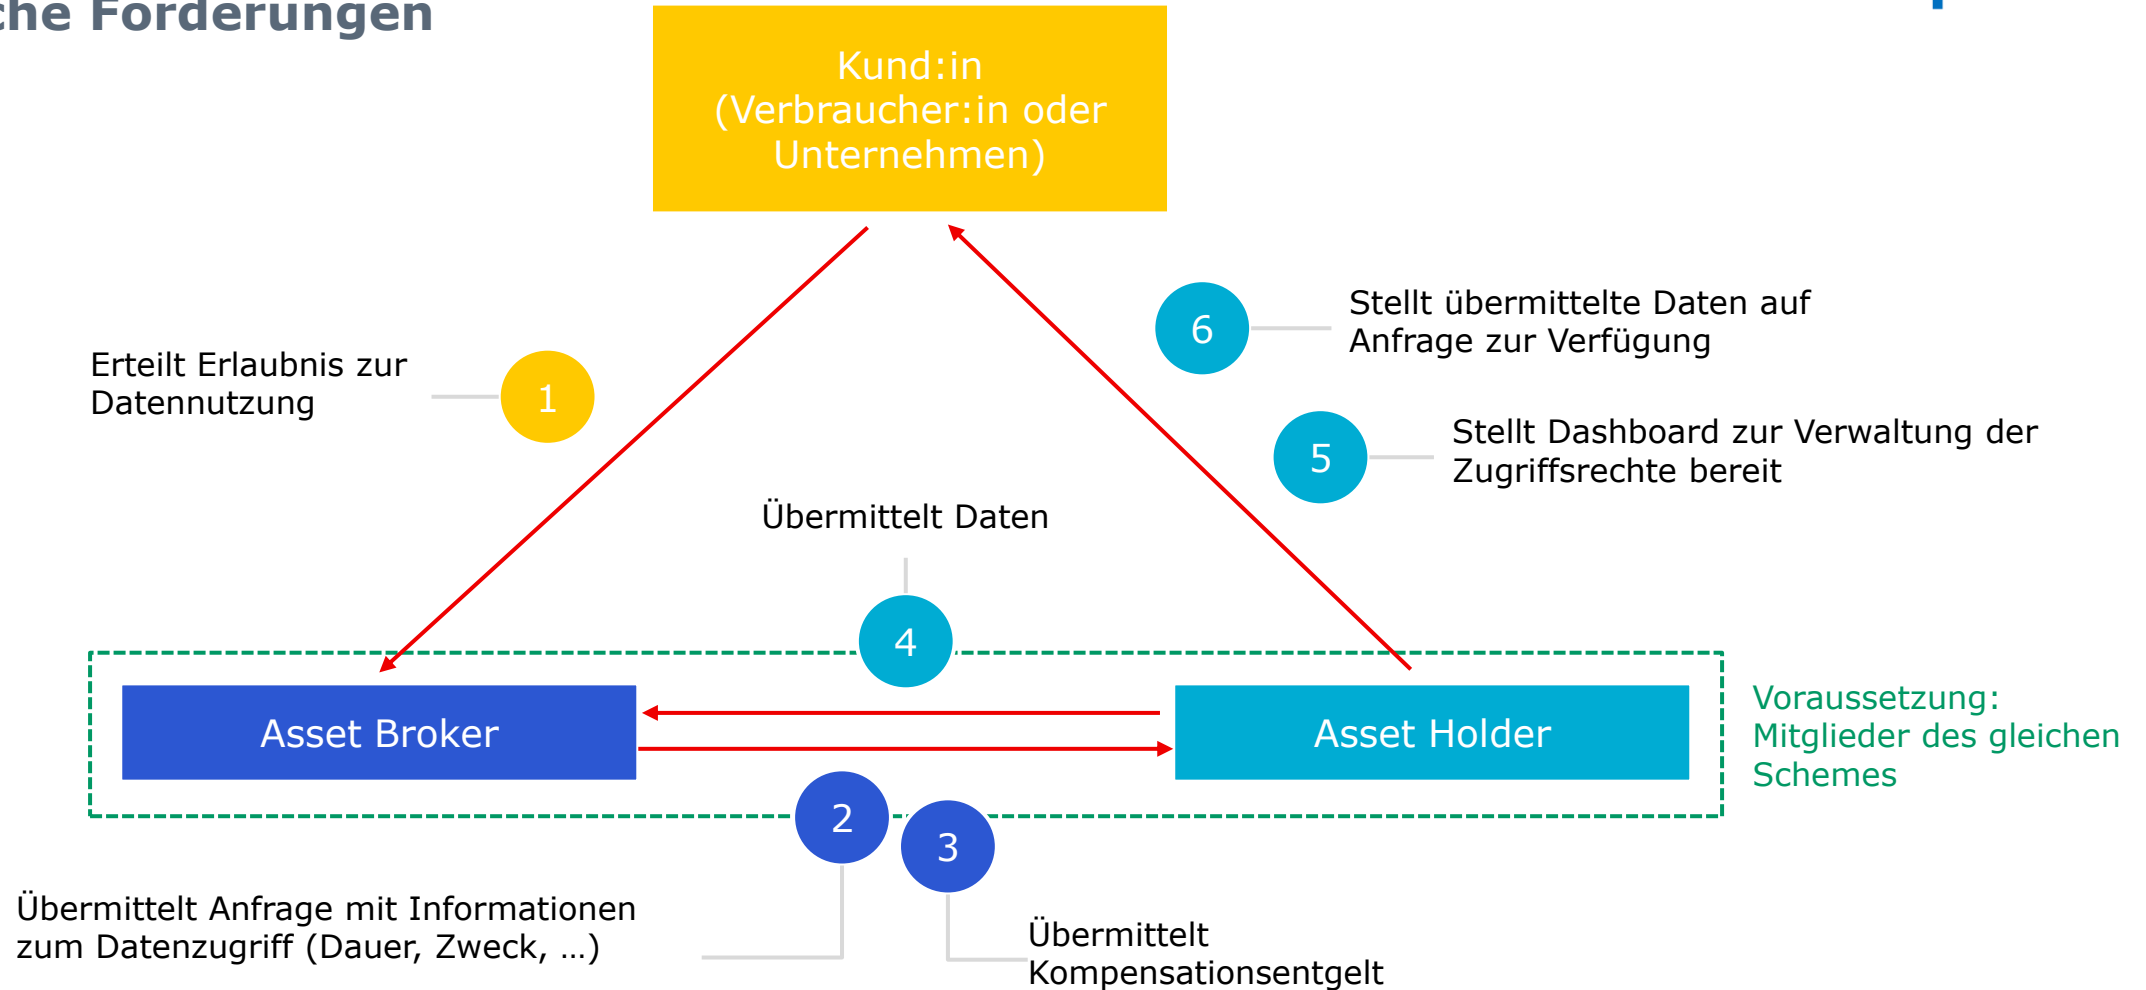 che Forderungen
Kund:in
(Verbraucher:in oder
Unternehmen)
6
Stellt übermittelte Daten auf
Anfrage zur Verfügung
Erteilt Erlaubnis zur
Datennutzung
1
5
Stellt Dashboard zur Verwaltung der
Zugriffsrechte bereit
Übermittelt Daten
4
Asset Broker
Asset Holder
Voraussetzung:
Mitglieder des gleichen
Schemes
2
3
Übermittelt Anfrage mit Informationen
zum Datenzugriff (Dauer, Zweck, …)
Übermittelt
Kompensationsentgelt